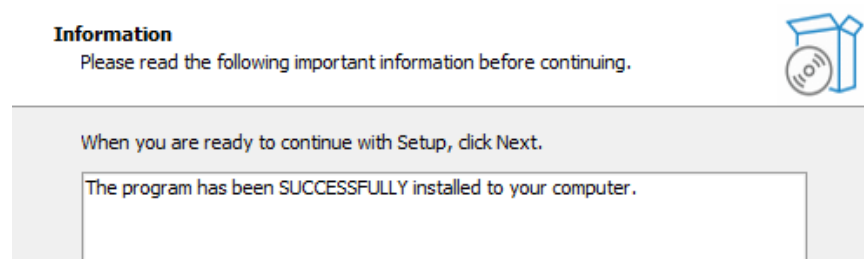 Information
Please read the following important information before continuing.
When you are ready to continue with Setup, click Next.
The program has been SUCCESSFULLY installed to your computer.